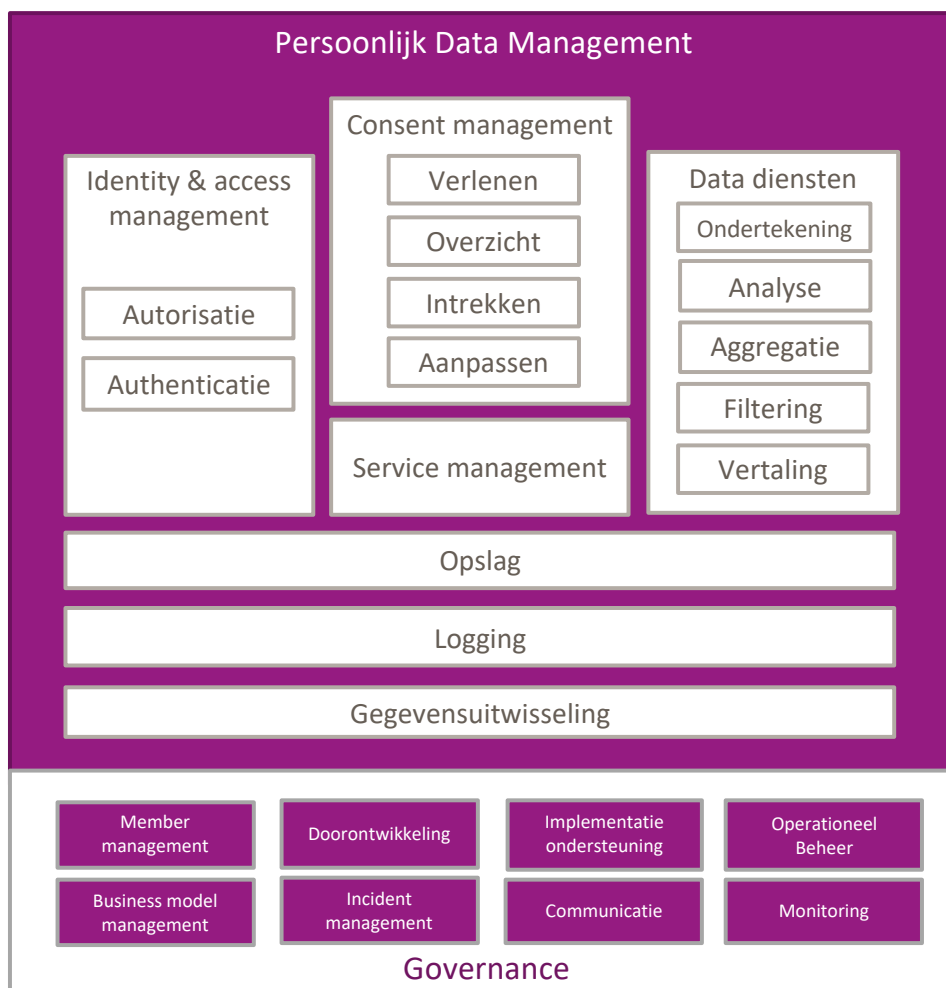 Persoonlijk Data Management
Identity & access
management
Autorisatie
Authenticatie
Consent management
Verlenen
Overzicht
Intrekken
Aanpassen
Service management
Data diensten
Ondertekening
Analyse
Aggregatie
Filtering
Vertaling
Opslag
Logging
Gegevensuitwisseling
Member
management
Doorontwikkeling
Implementatie
ondersteuning
Operationeel
Beheer
Business model
management
Incident
management
Communicatie
Monitoring
Governance